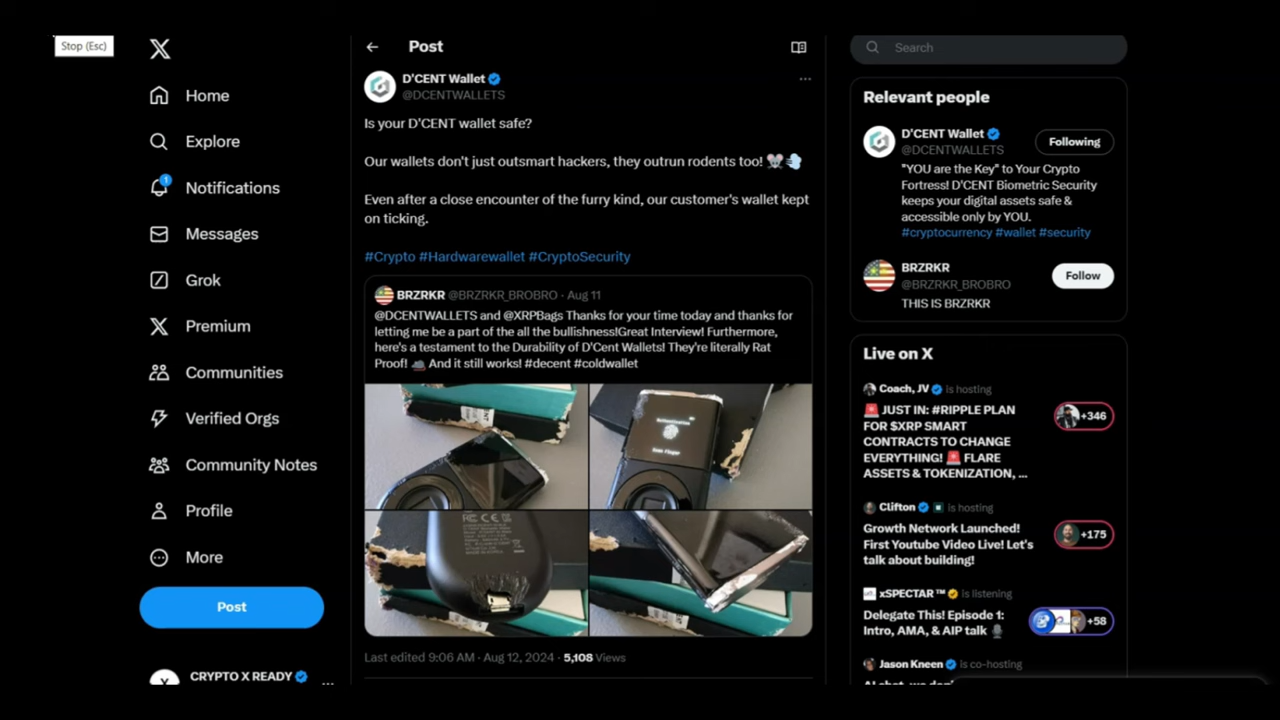 Stop (Esc)
Home
Explore
1
Notifications
Messages
Grok
Premium
Communities
Verified Orgs
Community Notes
Profile
More
Post
CRYPTO X READY
Post
D'CENT Wallet
@DCENTWALLETS
Is your D'CENT wallet safe?
Our wallets don't just outsmart hackers, they outrun rodents too! 🐭💨
Even after a close encounter of the furry kind, our customer's wallet kept
on ticking.
#Crypto #Hardwarewallet #CryptoSecurity
BRZRKR @BRZRKR_BROBRO · Aug 11
@DCENTWALLETS and @XRPBags Thanks for your time today and thanks for
letting me be a part of the all the bullishness!Great Interview! Furthermore,
here's a testament to the Durability of D'Cent Wallets! They're literally Rat
Proof! 🐀 And it still works! #decent #coldwallet
Last edited 9:06 AM · Aug 12, 2024 · 5,108 Views
Search
Relevant people
D'CENT Wallet
Following
@DCENTWALLETS
"YOU are the Key" to Your Crypto
Fortress! D'CENT Biometric Security
keeps your digital assets safe &
accessible only by YOU.
#cryptocurrency #wallet #security
BRZRKR
@BRZRKR_BROBRO
Follow
THIS IS BRZRKR
Live on X
Coach, JV is hosting
🚨 JUST IN: #RIPPLE PLAN
FOR $XRP SMART
CONTRACTS TO CHANGE
EVERYTHING! 🚨 FLARE
ASSETS & TOKENIZATION, ...
+346
Clifton is hosting
Growth Network Launched!
First Youtube Video Live! Let's
talk about building!
+175
xSPECTAR ™ is listening
Delegate This! Episode 1:
Intro, AMA, & AIP talk 🎙️
+58
Jason Kneen is co-hosting